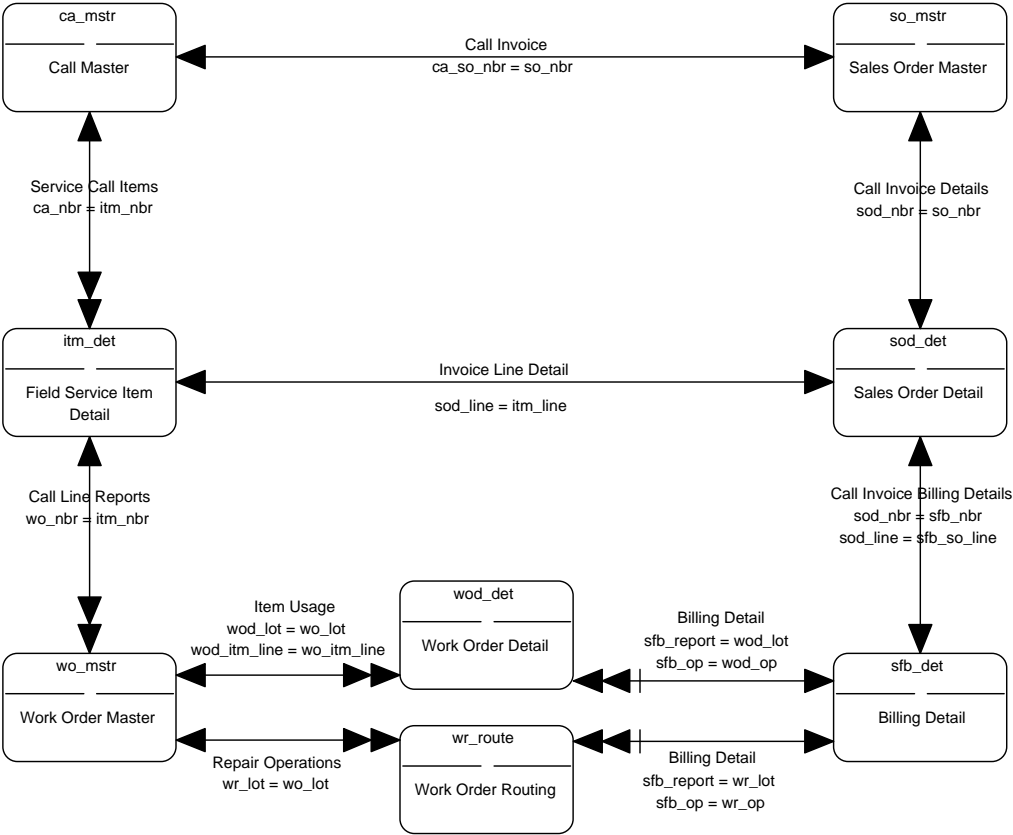 ca_mstr
Call Master
Call Invoice
ca_so_nbr = so_nbr
so_mstr
Sales Order Master
Service Call Items
ca_nbr = itm_nbr
Call Invoice Details
sod_nbr = so_nbr
itm_det
Field Service Item
Detail
Invoice Line Detail
sod_line = itm_line
sod_det
Sales Order Detail
Call Line Reports
wo_nbr = itm_nbr
Call Invoice Billing Details
sod_nbr = sfb_nbr
sod_line = sfb_so_line
wo_mstr
Work Order Master
Item Usage
wod_lot = wo_lot
wod_itm_line = wo_itm_line
wod_det
Work Order Detail
Billing Detail
sfb_report = wod_lot
sfb_op = wod_op
sfb_det
Billing Detail
Repair Operations
wr_lot = wo_lot
wr_route
Work Order Routing
Billing Detail
sfb_report = wr_lot
sfb_op = wr_op